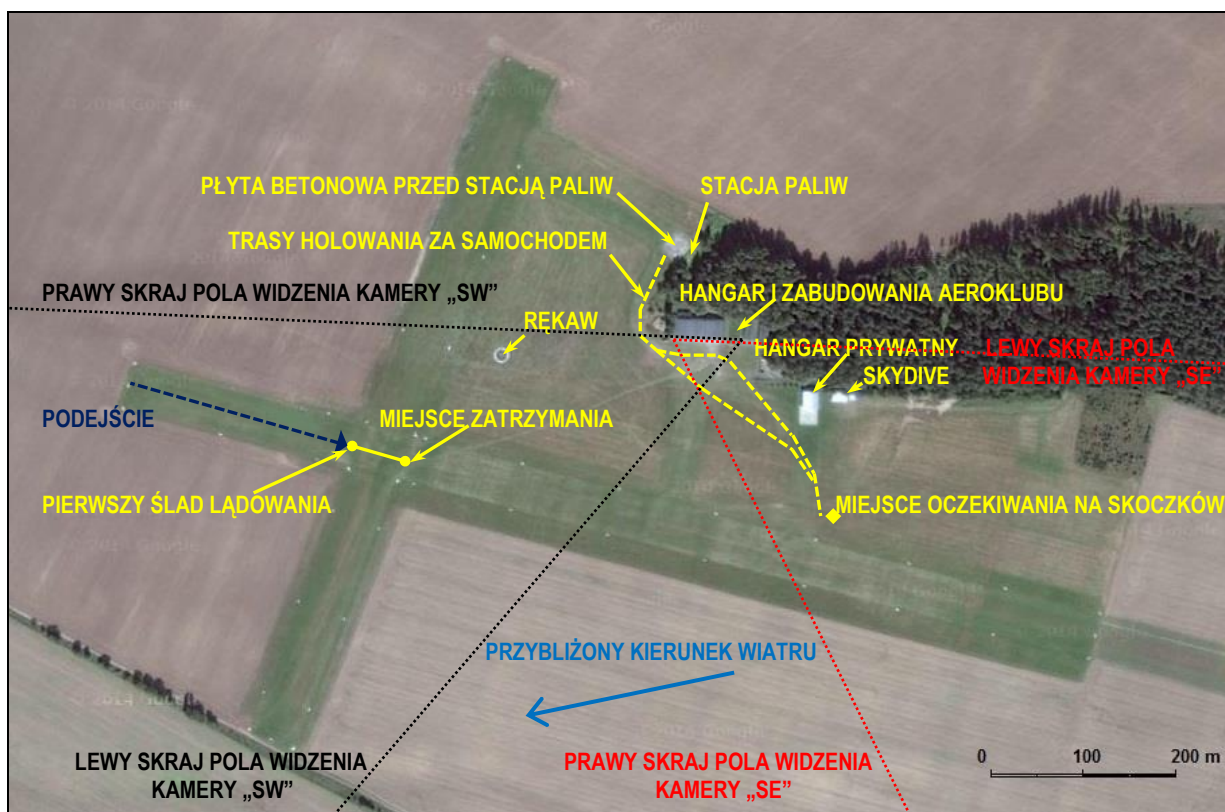 © 2014 Google
Google
PŁYTA BETONOWA PRZED STACJĄ PALIW
STACJA PALIW
TRASY HOLOWANIA ZA SAMOCHODEM
PRAWY SKRAJ POLA WIDZENIA KAMERY „SW”
HANGAR I ZABUDOWANIA AEROKLUBU
RĘKAW
HANGAR PRYWATNY
LEWY SKRAJ POLA
WIDZENIA KAMERY „SE”
SKYDIVE
PODEJŚCIE
MIEJSCE ZATRZYMANIA
PIERWSZY ŚLAD LĄDOWANIA
MIEJSCE OCZEKIWANIA NA SKOCZKÓW
PRZYBLIŻONY KIERUNEK WIATRU
LEWY SKRAJ POLA WIDZENIA
KAMERY „SW”
PRAWY SKRAJ POLA WIDZENIA
KAMERY „SE”
0 100 200 m